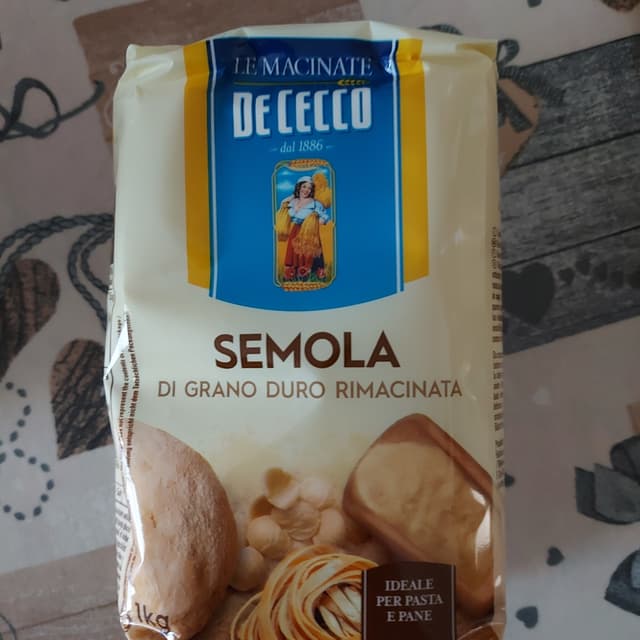 LE MACINATE
DE CECCO
dal 1886
SEMOLA
DI GRANO DURO RIMACINATA
IDEALE
PER PASTA
E PANE
1kg